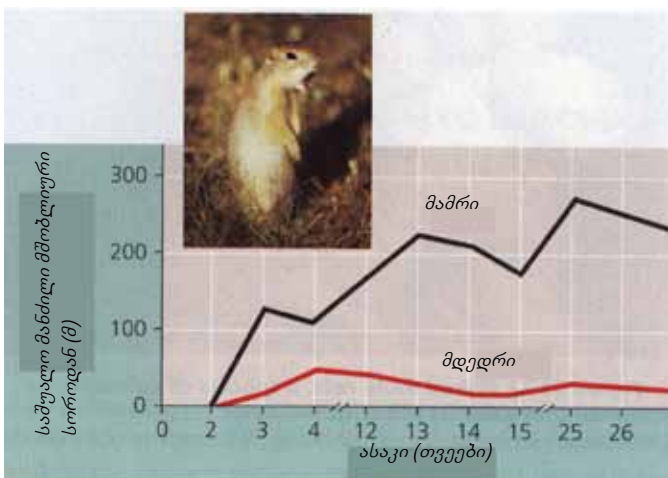 საშუალო მანძილი მშობლიური
სოროდან (მ)
300
200
100
0
მამრი
მდედრი
0 2 3 4 12 13 14 15 25 26
ასაკი (თვეები)